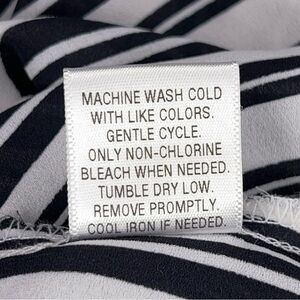 MACHINE WASH COLD
WITH LIKE COLORS.
GENTLE CYCLE.
ONLY NON-CHLORINE
BLEACH WHEN NEEDED.
TUMBLE DRY LOW.
REMOVE PROMPTLY.
COOL IRON IF NEEDED.